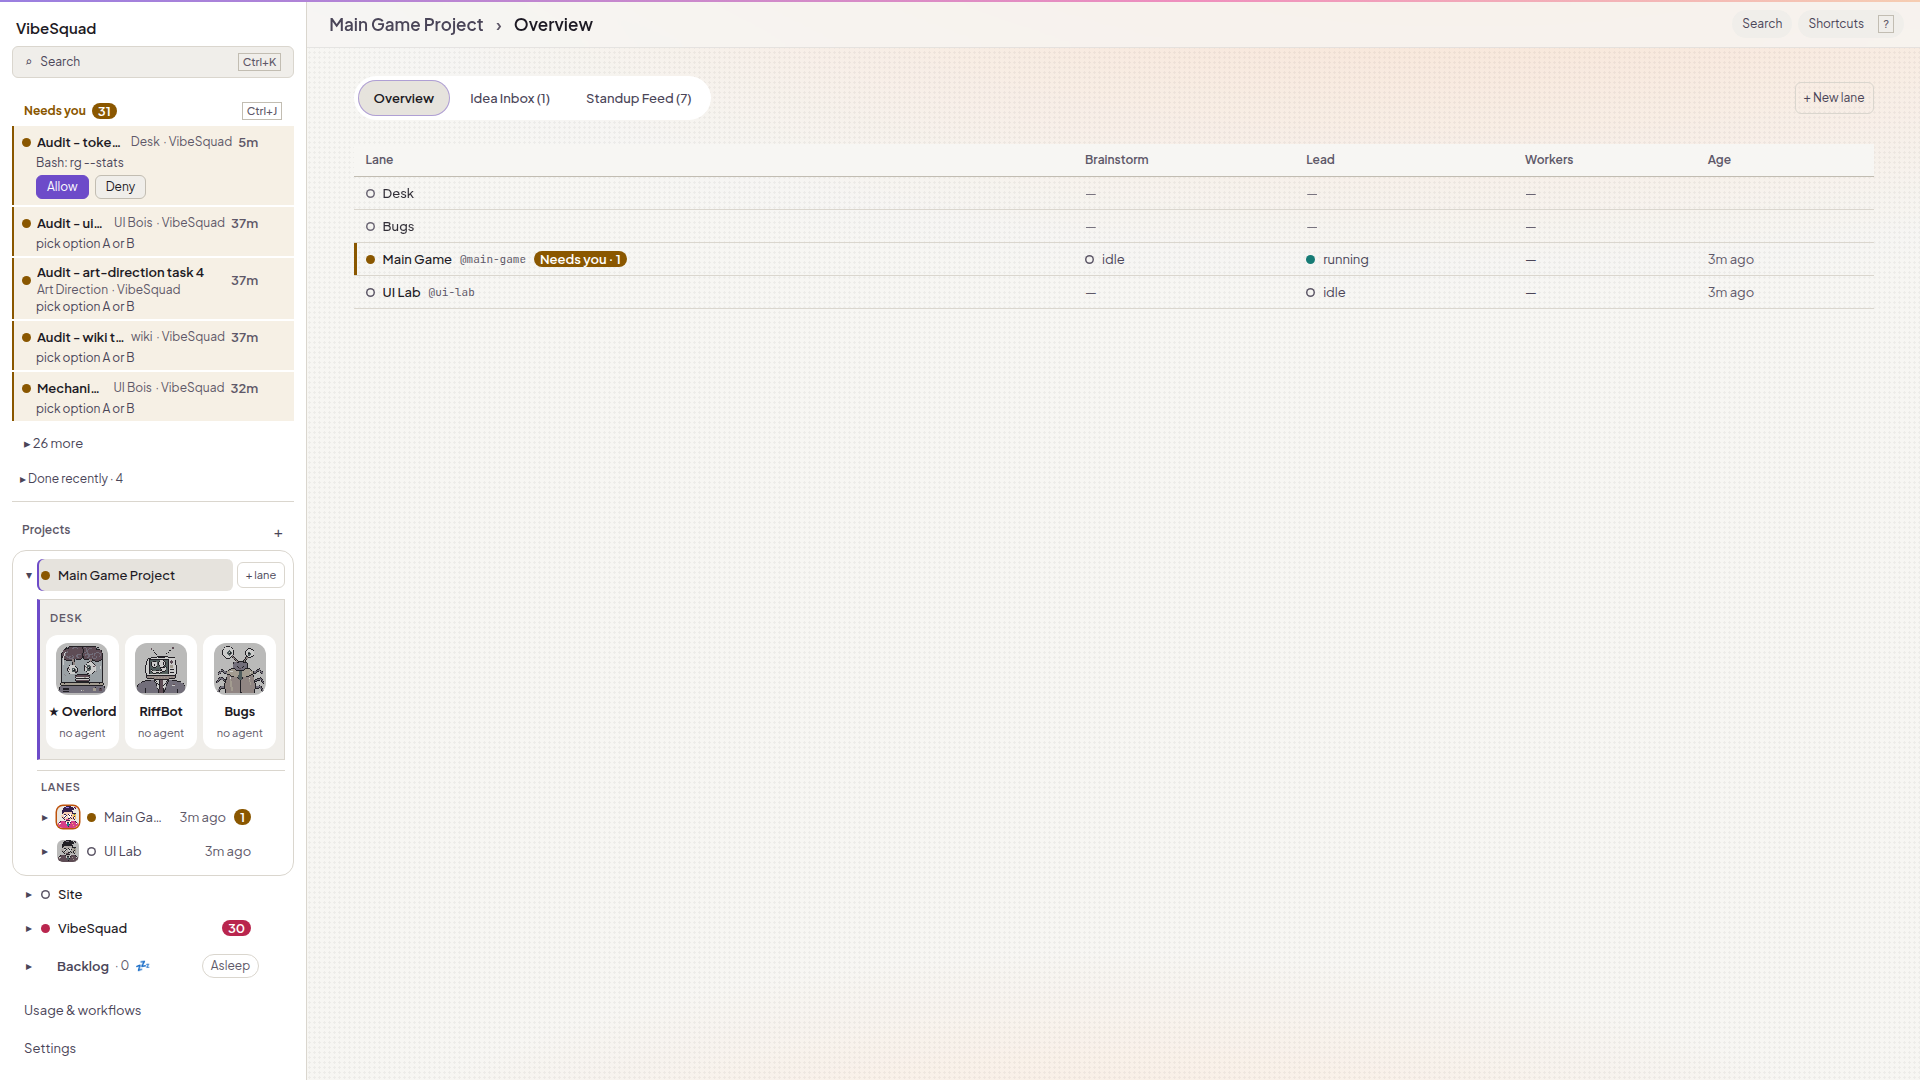 VibeSquad
Search Ctrl+K
Needs you 31 Ctrl+J
Audit – toke... Desk · VibeSquad 5m
Bash: rg --stats
Allow Deny
Audit – ui... UI Bois · VibeSquad 37m
pick option A or B
Audit – art-direction task 4 37m
Art Direction · VibeSquad
pick option A or B
Audit – wiki t... wiki · VibeSquad 37m
pick option A or B
Mechani... UI Bois · VibeSquad 32m
pick option A or B
▸ 26 more
▸ Done recently · 4
Projects +
▾ Main Game Project + lane
DESK
★ Overlord RiffBot Bugs
no agent no agent no agent
LANES
▸ Main Ga... 3m ago 1
▸ UI Lab 3m ago
▸ Site
▸ VibeSquad 30
▸ Backlog · 0 💤 Asleep
Usage & workflows
Settings
Main Game Project › Overview Search Shortcuts ?
Overview Idea Inbox (1) Standup Feed (7) + New lane
Lane Brainstorm Lead Workers Age
Desk — — —
Bugs — — —
Main Game @main-game Needs you · 1 idle running — 3m ago
UI Lab @ui-lab — idle — 3m ago